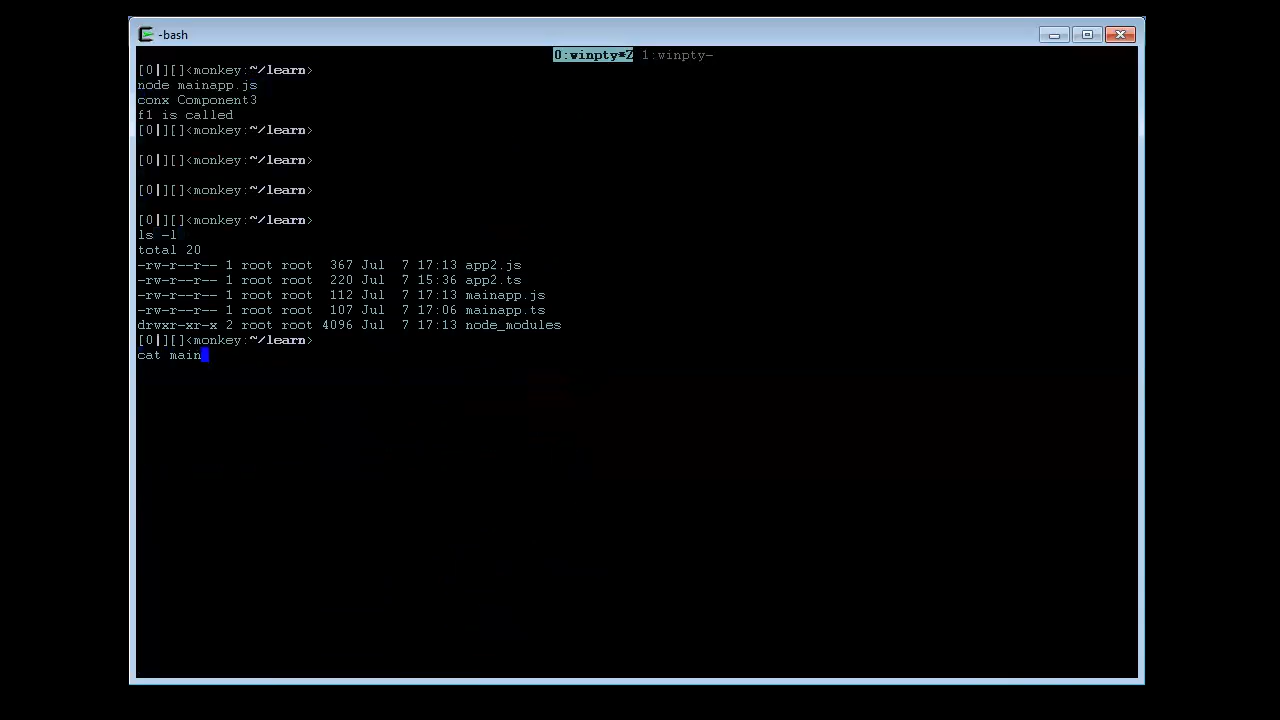 -bash
0:winpty*Z 1:winpty-
[0|][]<monkey:~/learn>
node mainapp.js
conx Component3
f1 is called
[0|][]<monkey:~/learn>
[0|][]<monkey:~/learn>
[0|][]<monkey:~/learn>
[0|][]<monkey:~/learn>
ls -l
total 20
-rw-r--r-- 1 root root  367 Jul  7 17:13 app2.js
-rw-r--r-- 1 root root  220 Jul  7 15:36 app2.ts
-rw-r--r-- 1 root root  112 Jul  7 17:13 mainapp.js
-rw-r--r-- 1 root root  107 Jul  7 17:06 mainapp.ts
drwxr-xr-x 2 root root 4096 Jul  7 17:13 node_modules
[0|][]<monkey:~/learn>
cat main